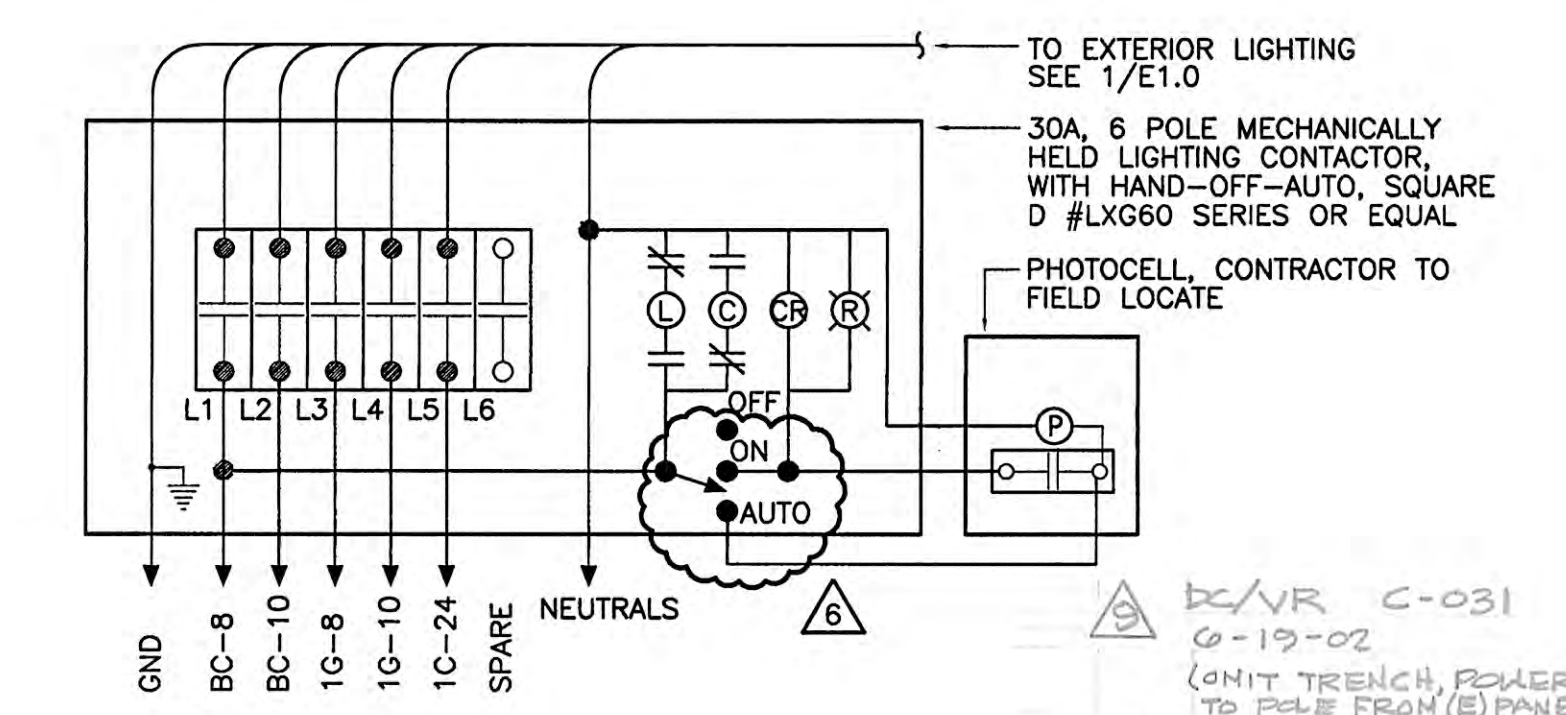 TO EXTERIOR LIGHTING
SEE 1/E1.0
30A, 6 POLE MECHANICALLY
HELD LIGHTING CONTACTOR,
WITH HAND-OFF-AUTO, SQUARE
D #LXG60 SERIES OR EQUAL
PHOTOCELL, CONTRACTOR TO
FIELD LOCATE
L
C
CR
R
L1 L2 L3 L4 L5 L6
OFF
ON
AUTO
P
GND
BC-8
BC-10
1G-8
1G-10
1C-24
SPARE
NEUTRALS
6
9
DC/VR C-031
6-19-02
(OMIT TRENCH, POWER
TO POLE FROM (E) PANE